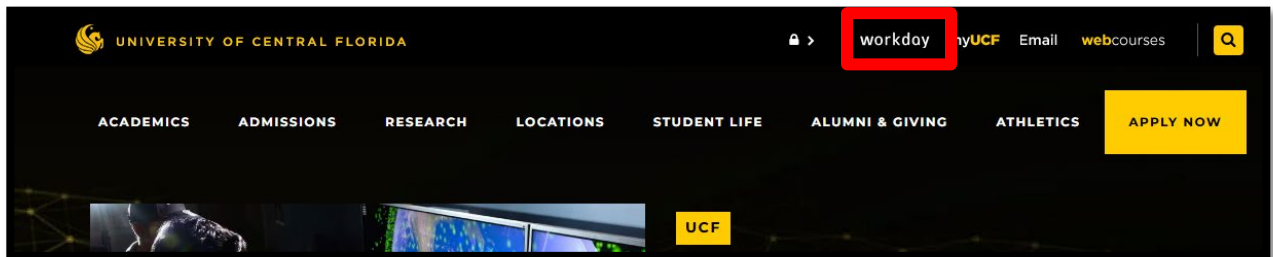 UNIVERSITY OF CENTRAL FLORIDA workday yUCF Email webcourses
ACADEMICS ADMISSIONS RESEARCH LOCATIONS STUDENT LIFE ALUMNI & GIVING ATHLETICS APPLY NOW
UCF